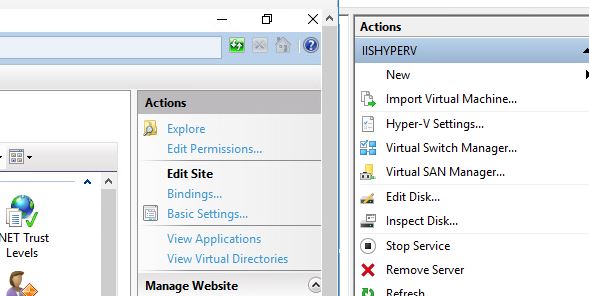 NET Trust
Levels
Actions
Explore
Edit Permissions...
Edit Site
Bindings...
Basic Settings...
View Applications
View Virtual Directories
Manage Website
Actions
IISHYPERV
New
Import Virtual Machine...
Hyper-V Settings...
Virtual Switch Manager...
Virtual SAN Manager...
Edit Disk...
Inspect Disk...
Stop Service
Remove Server
Refresh